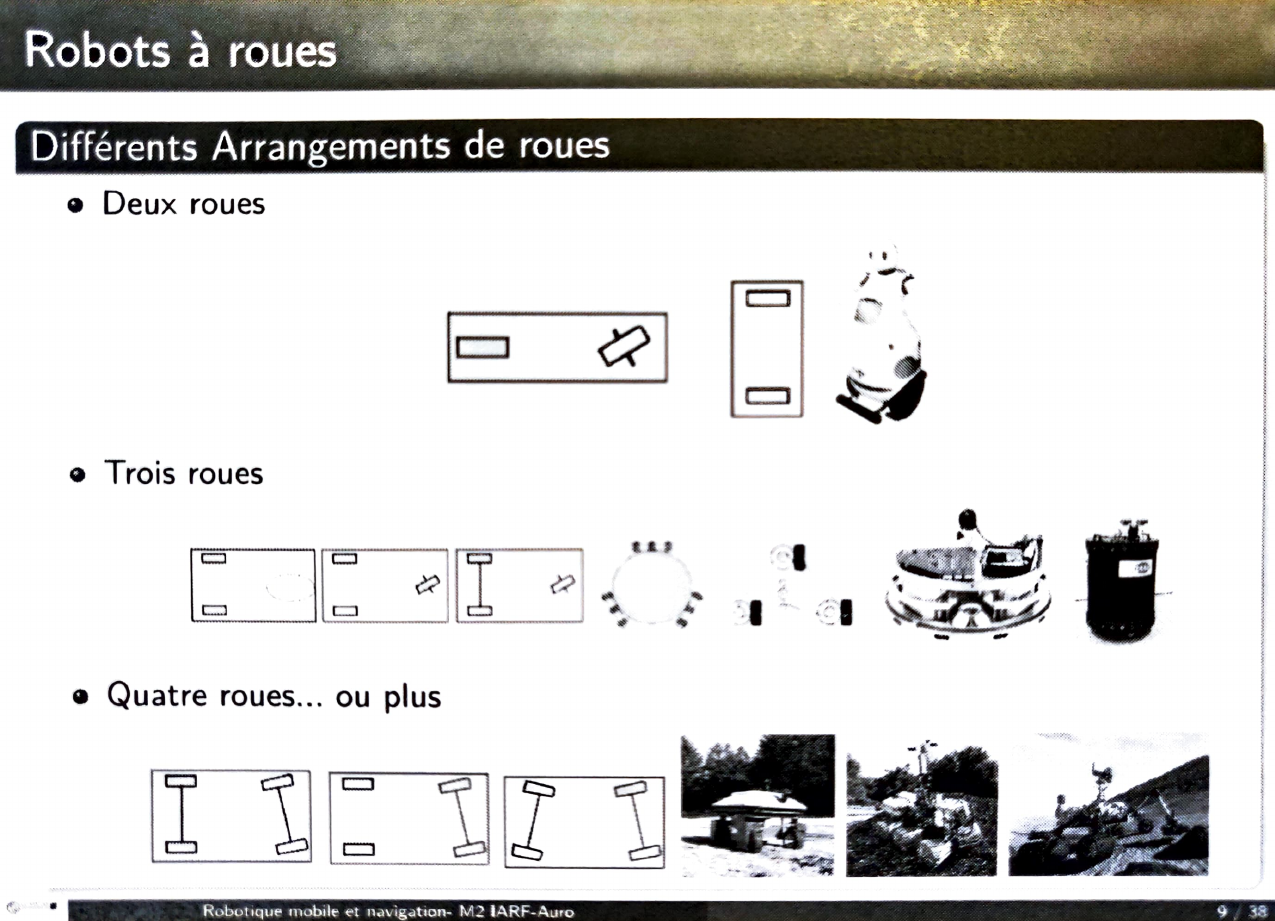 Robots à roues
Différents Arrangements de roues
Deux roues
Trois roues
Quatre roues... ou plus
Robotique mobile et navigation- M2 IARF-Auro
9 / 38